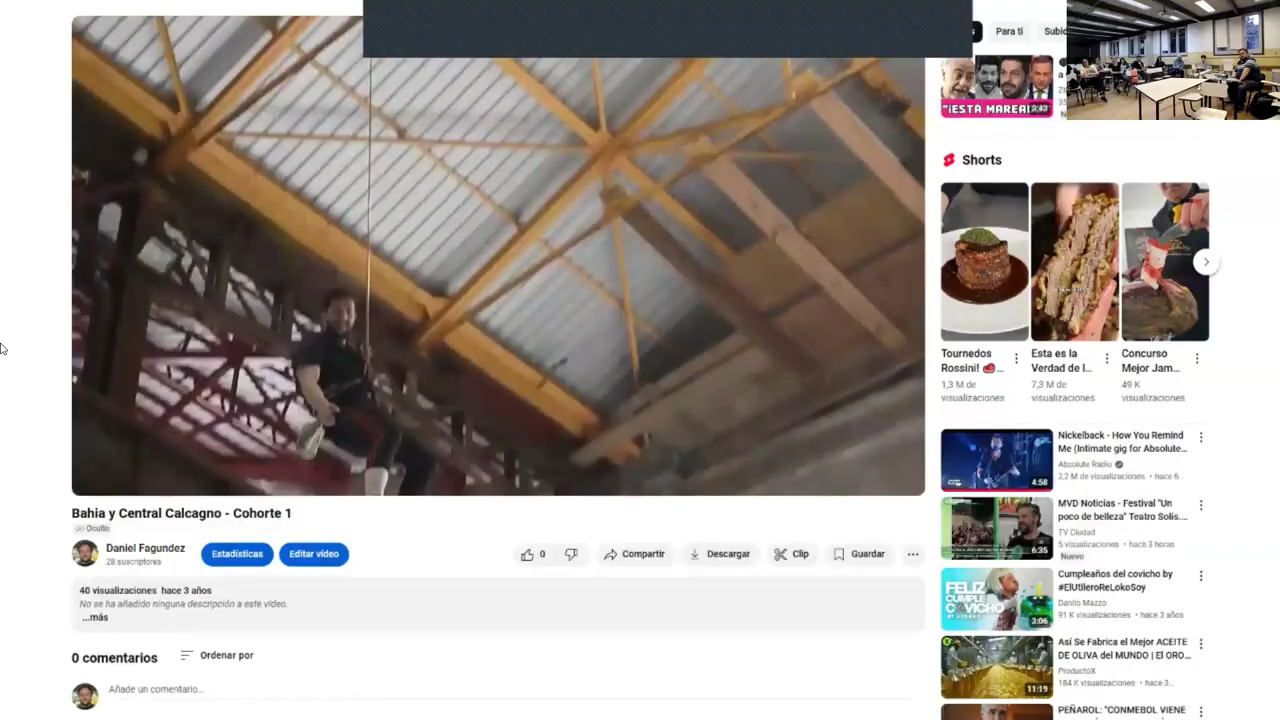 Para ti
"¡ESTÁ MAREA
3:43
Shorts
Tournedos
Rossini! 🥩...
1,3 M de
visualizaciones
Esta es la
Verdad de l...
7,3 M de
visualizaciones
Concurso
Mejor Jam...
49 K
visualizaciones
Nickelback - How You Remind
Me (Intimate gig for Absolute...
Absolute Radio
2,2 M de visualizaciones • hace 6
4:58
MVD Noticias - Festival "Un
poco de belleza" Teatro Solís....
TV Ciudad
5 visualizaciones • hace 3 horas
Nuevo
6:35
Cumpleaños del covicho by
#ElUtileroReLokoSoy
Danilo Mazzo
91 K visualizaciones • hace 3 años
FELIZ
CUMPLE
COVICHO
3:06
Así Se Fabrica el Mejor ACEITE
DE OLIVA del MUNDO | El ORO...
ProductoX
184 K visualizaciones • hace 3...
11:19
PEÑAROL: "CONMEBOL VIENE
Bahia y Central Calcagno - Cohorte 1
Oculto
Daniel Fagundez
28 suscriptores
Estadísticas
Editar vídeo
0
Compartir
Descargar
Clip
Guardar
40 visualizaciones hace 3 años
No se ha añadido ninguna descripción a este vídeo.
...más
0 comentarios
Ordenar por
Añade un comentario...